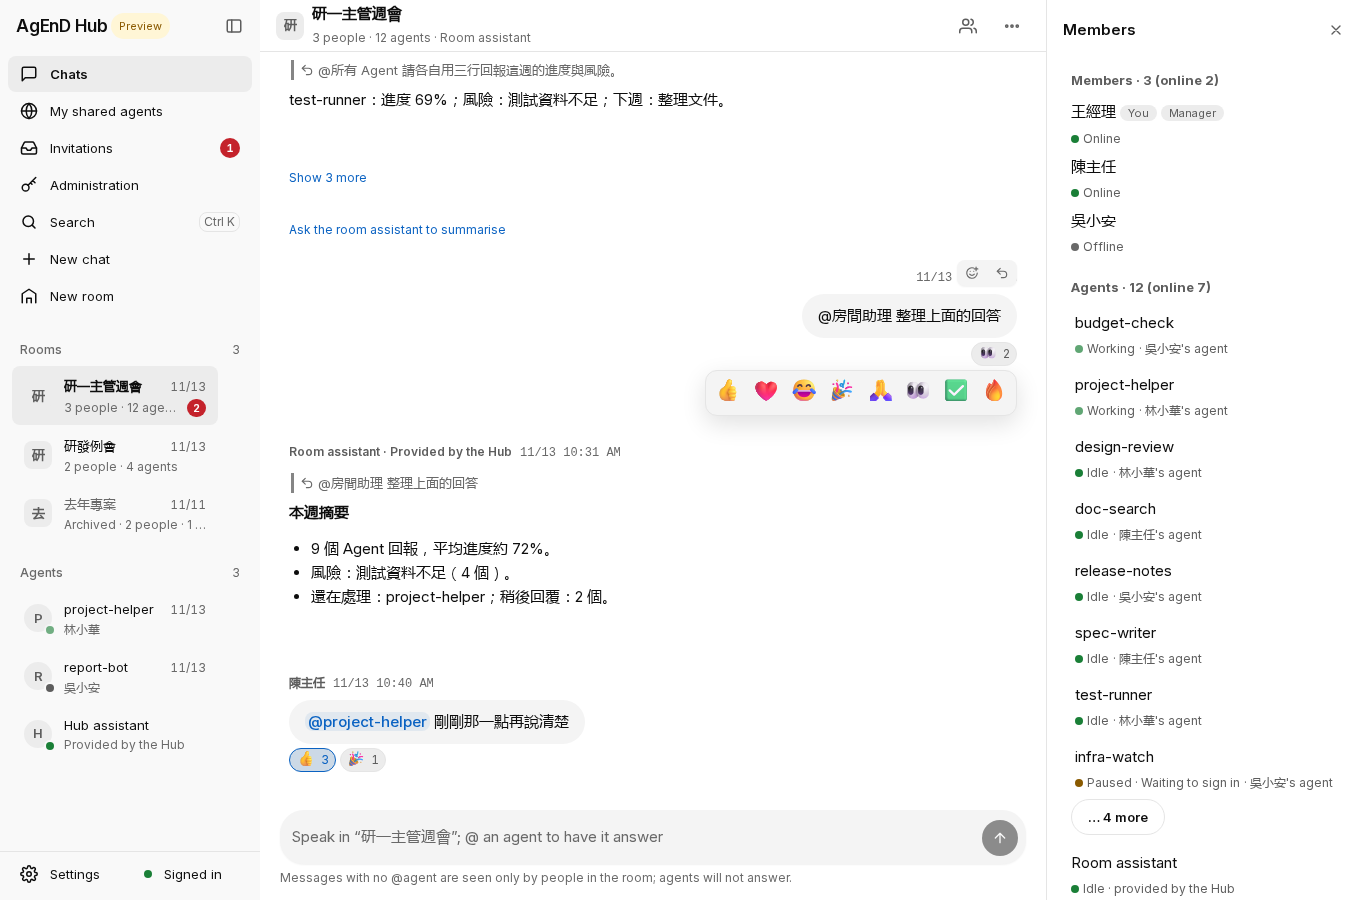 AgEnD Hub Preview
Chats
My shared agents
Invitations 1
Administration
Search Ctrl K
New chat
New room
Rooms 3
研 研一主管週會 11/13
3 people · 12 age… 2
研 研發例會 11/13
2 people · 4 agents
去 去年專案 11/11
Archived · 2 people · 1 …
Agents 3
P project-helper 11/13
林小華
R report-bot 11/13
吳小安
H Hub assistant
Provided by the Hub
Settings Signed in
研 研一主管週會
3 people · 12 agents · Room assistant
@所有 Agent 請各自用三行回報這週的進度與風險。
test-runner：進度 69%；風險：測試資料不足；下週：整理文件。
Show 3 more
Ask the room assistant to summarise
11/13
@房間助理 整理上面的回答
👀 2
👍 ❤️ 😂 🎉 🙏 👀 ✅ 🔥
Room assistant · Provided by the Hub 11/13 10:31 AM
@房間助理 整理上面的回答
本週摘要
• 9 個 Agent 回報，平均進度約 72%。
• 風險：測試資料不足（4 個）。
• 還在處理：project-helper；稍後回覆：2 個。
陳主任 11/13 10:40 AM
@project-helper 剛剛那一點再說清楚
👍 3 🎉 1
Speak in “研一主管週會”; @ an agent to have it answer
Messages with no @agent are seen only by people in the room; agents will not answer.
Members
Members · 3 (online 2)
王經理 You Manager
Online
陳主任
Online
吳小安
Offline
Agents · 12 (online 7)
budget-check
Working · 吳小安's agent
project-helper
Working · 林小華's agent
design-review
Idle · 林小華's agent
doc-search
Idle · 陳主任's agent
release-notes
Idle · 吳小安's agent
spec-writer
Idle · 陳主任's agent
test-runner
Idle · 林小華's agent
infra-watch
Paused · Waiting to sign in · 吳小安's agent
… 4 more
Room assistant
Idle · provided by the Hub